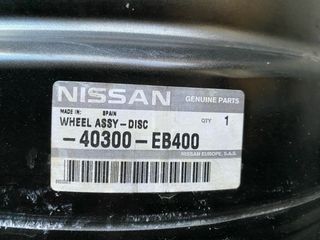 NISSAN GENUINE PARTS
MADE IN: SPAIN
WHEEL ASSY-DISC QTY 1
-40300-EB400
NISSAN EUROPE, S.A.S.